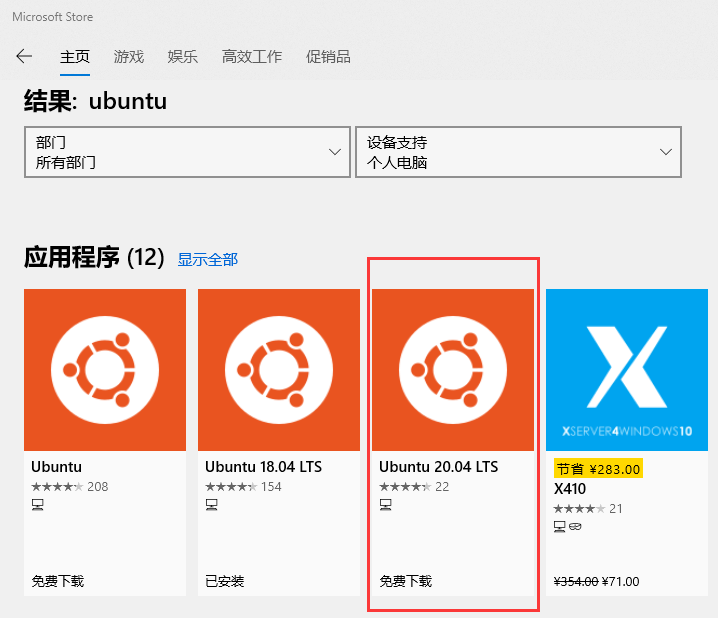 Microsoft Store
主页 游戏 娱乐 高效工作 促销品
结果: ubuntu
部门
所有部门
设备支持
个人电脑
应用程序 (12) 显示全部
XSERVER4WINDOWS10
Ubuntu
208
免费下载
Ubuntu 18.04 LTS
154
已安装
Ubuntu 20.04 LTS
22
免费下载
节省 ¥283.00
X410
21
¥354.00 ¥71.00